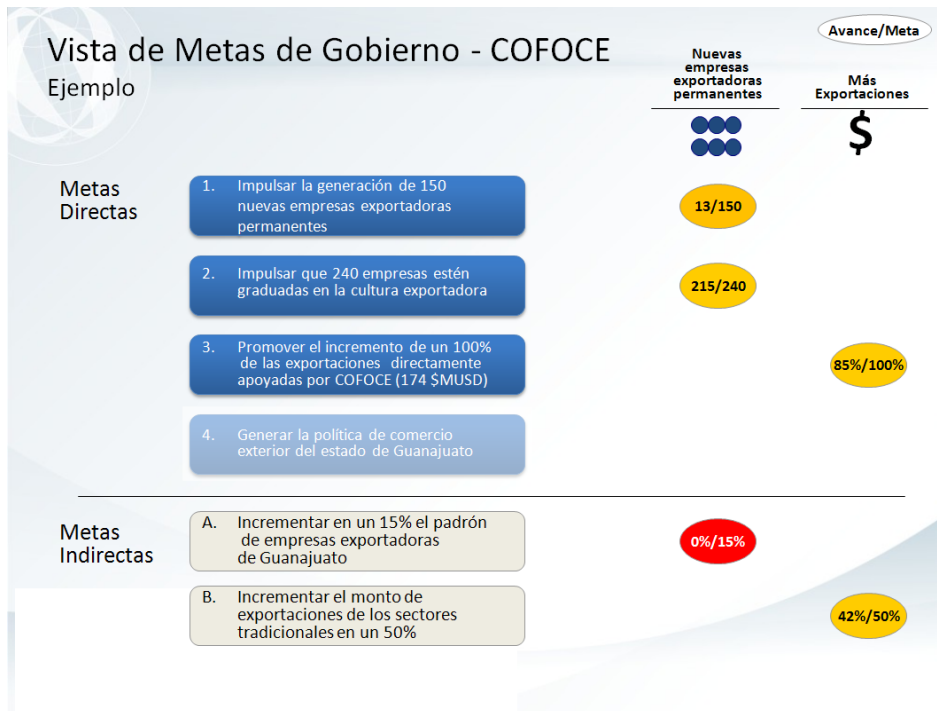 Vista de Metas de Gobierno - COFOCE
Ejemplo
Avance/Meta
Nuevas
empresas
exportadoras
permanentes
Más
Exportaciones
$
Metas
Directas
1. Impulsar la generación de 150
nuevas empresas exportadoras
permanentes
13/150
2. Impulsar que 240 empresas estén
graduadas en la cultura exportadora
215/240
3. Promover el incremento de un 100%
de las exportaciones directamente
apoyadas por COFOCE (174 $MUSD)
85%/100%
4. Generar la política de comercio
exterior del estado de Guanajuato
Metas
Indirectas
A. Incrementar en un 15% el padrón
de empresas exportadoras
de Guanajuato
0%/15%
B. Incrementar el monto de
exportaciones de los sectores
tradicionales en un 50%
42%/50%